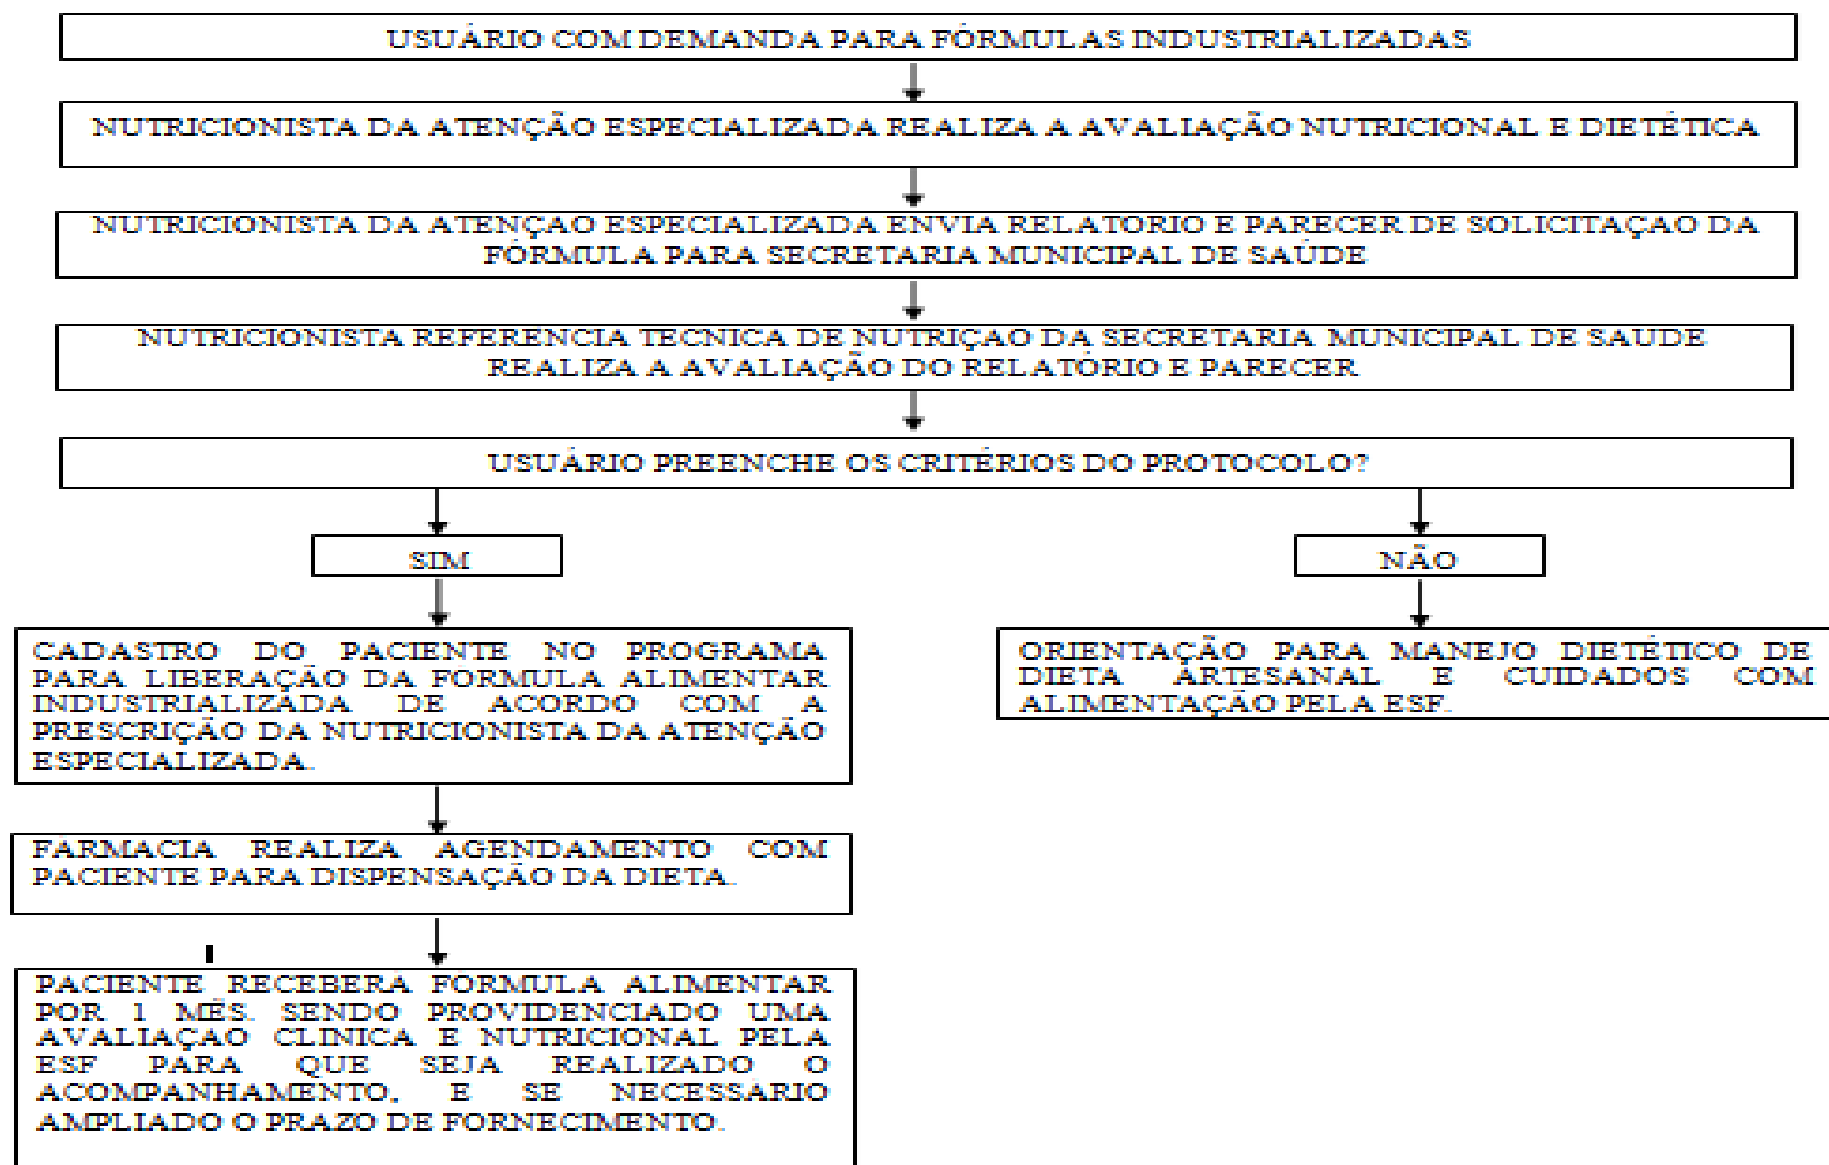 USUÁRIO COM DEMANDA PARA FÓRMULAS INDUSTRIALIZADAS
NUTRICIONISTA DA ATENÇÃO ESPECIALIZADA REALIZA A AVALIAÇÃO NUTRICIONAL E DIETÉTICA
NUTRICIONISTA DA ATENÇÃO ESPECIALIZADA ENVIA RELATORIO E PARECER DE SOLICITAÇÃO DA
FÓRMULA PARA SECRETARIA MUNICIPAL DE SAÚDE
NUTRICIONISTA REFERENCIA TECNICA DE NUTRIÇÃO DA SECRETARIA MUNICIPAL DE SAUDE
REALIZA A AVALIAÇÃO DO RELATÓRIO E PARECER
USUÁRIO PREENCHE OS CRITÉRIOS DO PROTOCOLO?
SIM
NÃO
CADASTRO DO PACIENTE NO PROGRAMA
PARA LIBERAÇÃO DA FORMULA ALIMENTAR
INDUSTRIALIZADA DE ACORDO COM A
PRESCRIÇÃO DA NUTRICIONISTA DA ATENÇÃO
ESPECIALIZADA.
ORIENTAÇÃO PARA MANEJO DIETÉTICO DE
DIETA ARTESANAL E CUIDADOS COM
ALIMENTAÇÃO PELA ESF.
FARMACIA REALIZA AGENDAMENTO COM
PACIENTE PARA DISPENSAÇÃO DA DIETA.
PACIENTE RECEBERA FORMULA ALIMENTAR
POR 1 MÊS. SENDO PROVIDENCIADO UMA
AVALIAÇAO CLINICA E NUTRICIONAL PELA
ESF PARA QUE SEJA REALIZADO O
ACOMPANHAMENTO, E SE NECESSARIO
AMPLIADO O PRAZO DE FORNECIMENTO.